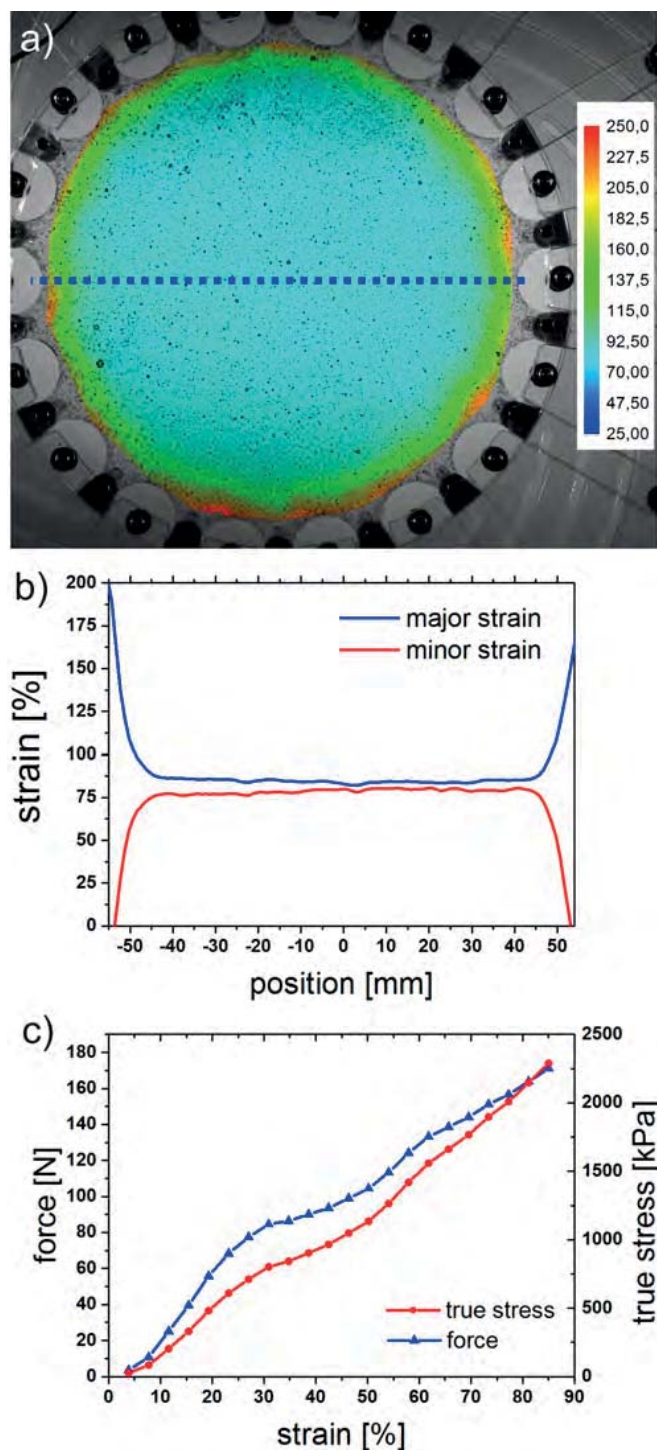 a)
250,0
227,5
205,0
182,5
160,0
137,5
115,0
92,50
70,00
47,50
25,00
b)
200
175
150
125
100
75
50
25
0
strain [%]
major strain
minor strain
-50 -40 -30 -20 -10 0 10 20 30 40 50
position [mm]
c)
180
160
140
120
100
80
60
40
20
0
force [N]
2500
2000
1500
1000
500
0
true stress [kPa]
true stress
force
0 10 20 30 40 50 60 70 80 90
strain [%]